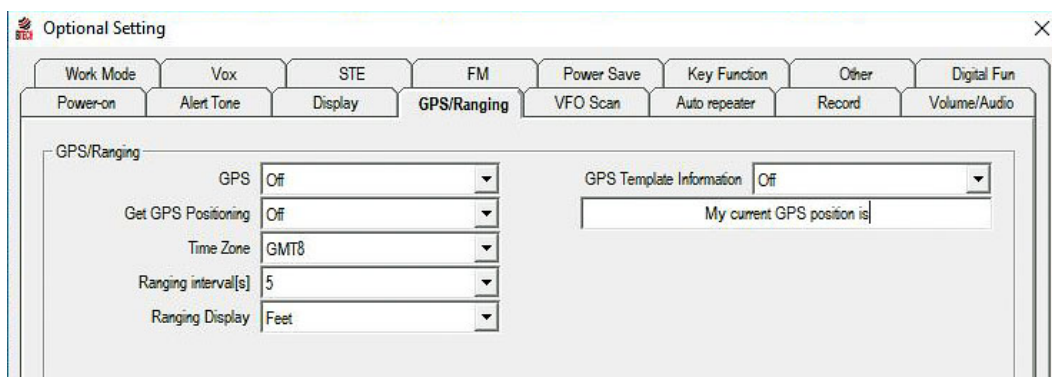 BTECH Optional Setting
Work Mode Vox STE FM Power Save Key Function Other Digital Fun
Power-on Alert Tone Display GPS/Ranging VFO Scan Auto repeater Record Volume/Audio
GPS/Ranging
GPS Off GPS Template Information Off
Get GPS Positioning Off My current GPS position is
Time Zone GMT8
Ranging interval[s] 5
Ranging Display Feet